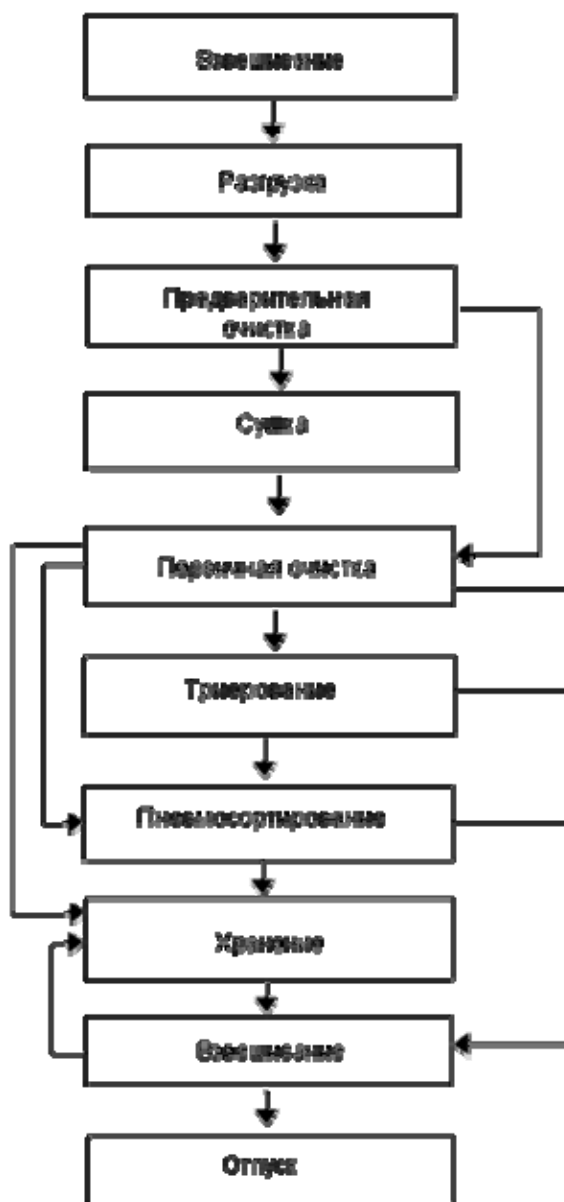 Взвешивание
Разгрузка
Предварительная
очистка
Сушка
Первичная очистка
Триерование
Пневмосортирование
Хранение
Взвешивание
Отпуск